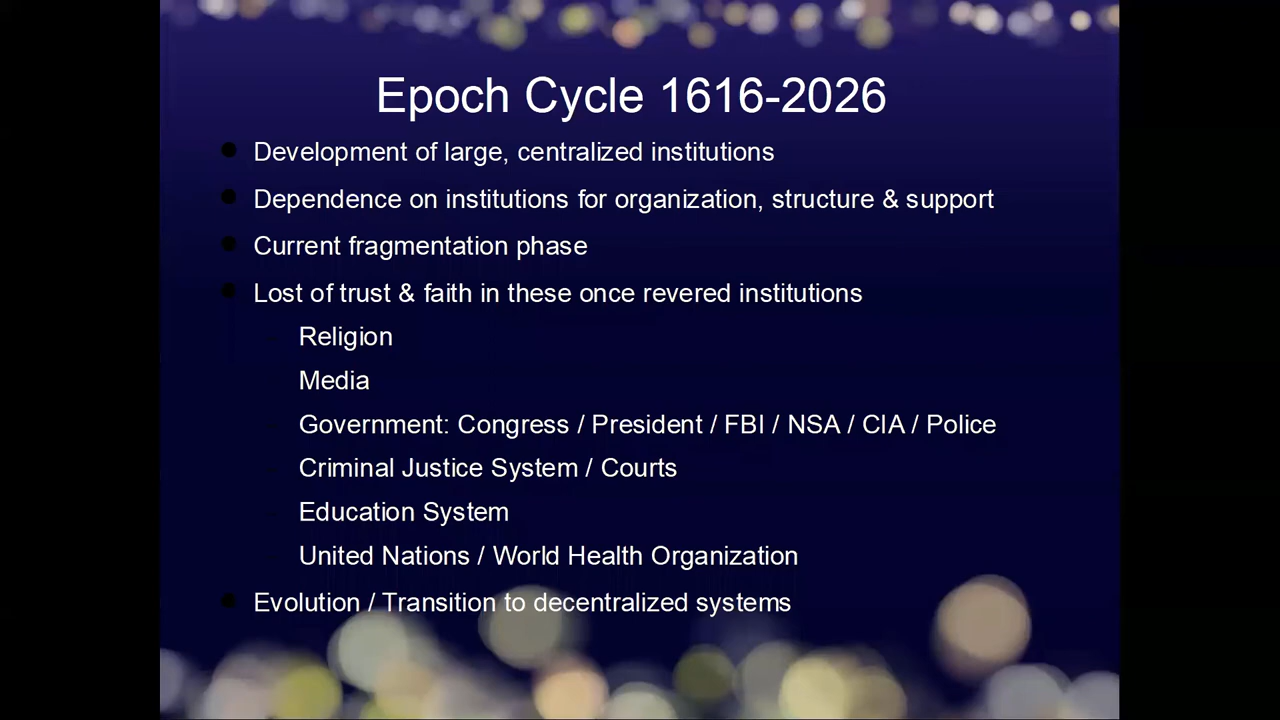 Epoch Cycle 1616-2026
Development of large, centralized institutions
Dependence on institutions for organization, structure & support
Current fragmentation phase
Lost of trust & faith in these once revered institutions
Religion
Media
Government: Congress / President / FBI / NSA / CIA / Police
Criminal Justice System / Courts
Education System
United Nations / World Health Organization
Evolution / Transition to decentralized systems